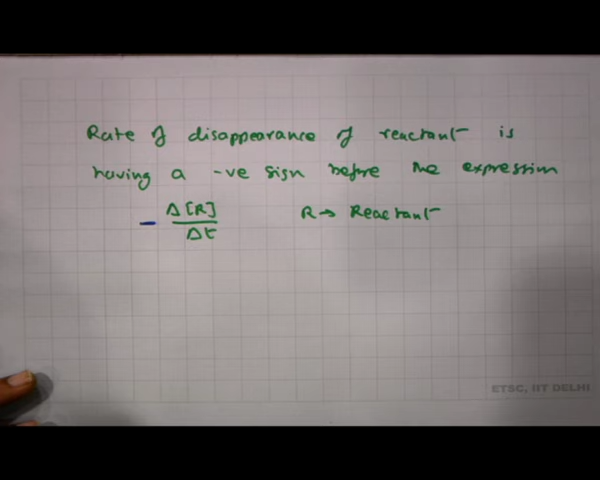 Rate of disappearance of reactant is
having a -ve sign before the expression
- Δ[R] / Δt R → Reactant
ETSC, IIT DELHI